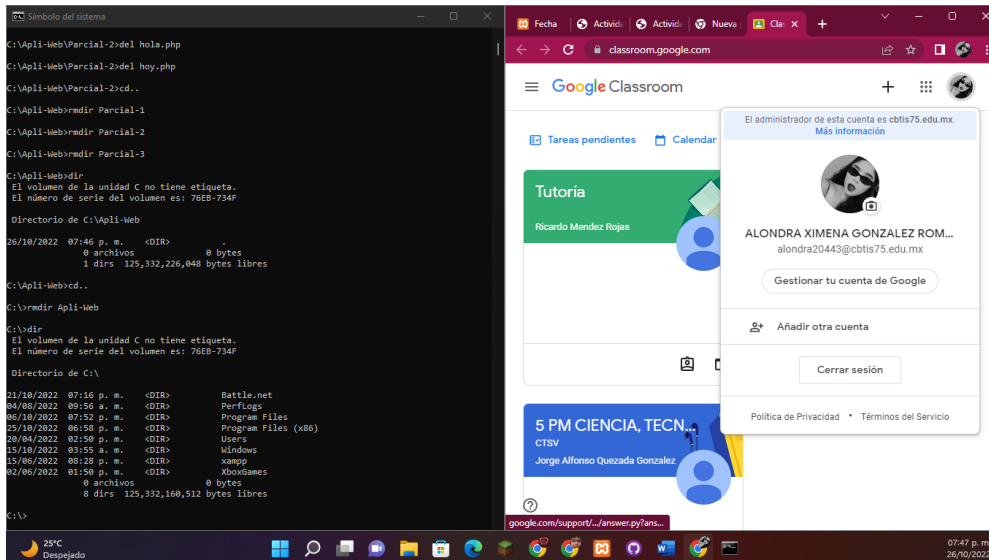 Símbolo del sistema
C:\Apli-Web\Parcial-2>del hola.php
C:\Apli-Web\Parcial-2>del hoy.php
C:\Apli-Web\Parcial-2>cd..
C:\Apli-Web>rmdir Parcial-1
C:\Apli-Web>rmdir Parcial-2
C:\Apli-Web>rmdir Parcial-3
C:\Apli-Web>dir
El volumen de la unidad C no tiene etiqueta.
El número de serie del volumen es: 76EB-734F
Directorio de C:\Apli-Web
26/10/2022 07:46 p. m. <DIR> .
0 archivos 0 bytes
1 dirs 125,332,226,048 bytes libres
C:\Apli-Web>cd..
C:\>rmdir Apli-Web
C:\>dir
El volumen de la unidad C no tiene etiqueta.
El número de serie del volumen es: 76EB-734F
Directorio de C:\
21/10/2022 07:16 p. m. <DIR> Battle.net
04/08/2022 09:56 a. m. <DIR> PerfLogs
06/10/2022 07:52 p. m. <DIR> Program Files
25/10/2022 06:58 p. m. <DIR> Program Files (x86)
20/04/2022 02:50 p. m. <DIR> Users
15/10/2022 03:55 a. m. <DIR> Windows
15/06/2022 08:28 p. m. <DIR> xampp
02/06/2022 01:50 p. m. <DIR> XboxGames
0 archivos 0 bytes
8 dirs 125,332,160,512 bytes libres
C:\>
Fecha Activid Activid Nueva Clas
classroom.google.com
Google Classroom
Tareas pendientes Calendar
Tutoria
Ricardo Mendez Rojas
5 PM CIENCIA, TECN...
CTSV
Jorge Alfonso Quezada Gonzalez
google.com/support/.../answer.py?ans...
El administrador de esta cuenta es cbtis75.edu.mx.
Más información
ALONDRA XIMENA GONZALEZ ROM...
alondra20443@cbtis75.edu.mx
Gestionar tu cuenta de Google
Añadir otra cuenta
Cerrar sesión
Política de Privacidad • Términos del Servicio
25°C
Despejado
07:47 p. m
26/10/2022